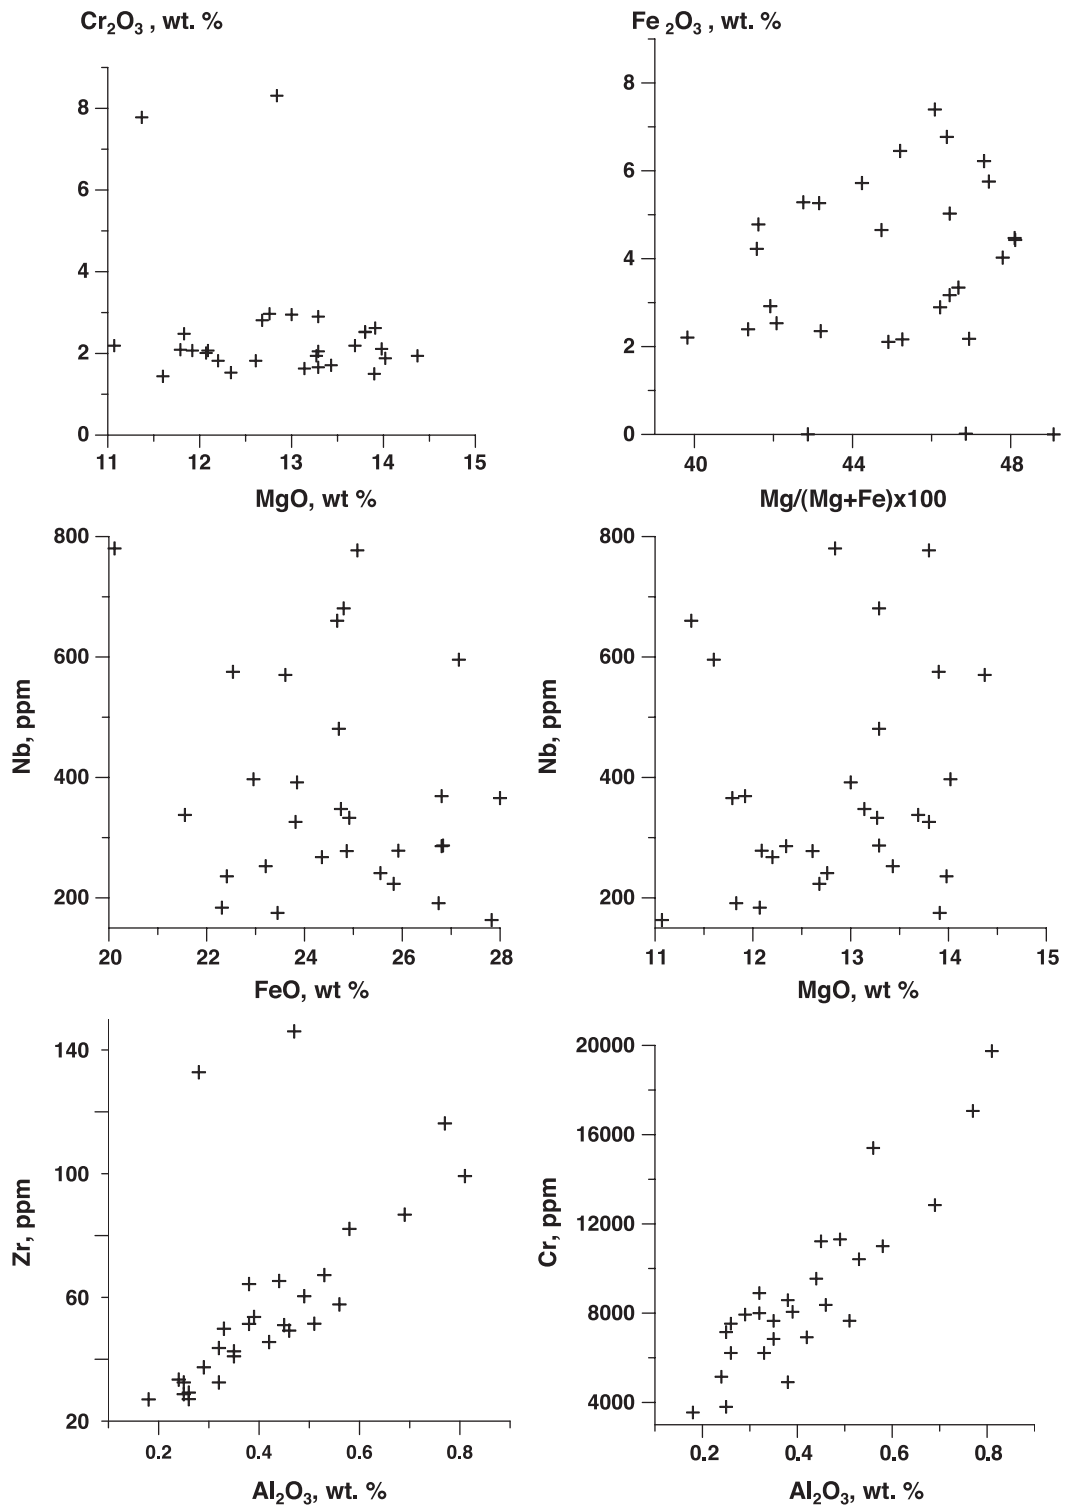 Cr₂O₃ , wt. %
8
6
4
2
0
11 12 13 14 15
MgO, wt %
Fe ₂O₃ , wt. %
8
6
4
2
0
40 44 48
Mg/(Mg+Fe)x100
800
600
400
200
Nb, ppm
20 22 24 26 28
FeO, wt %
800
600
400
200
Nb, ppm
11 12 13 14 15
MgO, wt %
140
100
60
20
Zr, ppm
0.2 0.4 0.6 0.8
Al₂O₃, wt. %
20000
16000
12000
8000
4000
Cr, ppm
0.2 0.4 0.6 0.8
Al₂O₃, wt. %